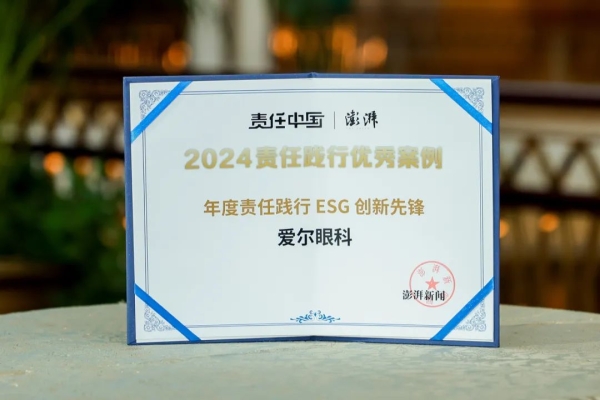 责任中国 | 澎湃
2024责任践行优秀案例
年度责任践行 ESG 创新先锋
爱尔眼科
澎湃新闻